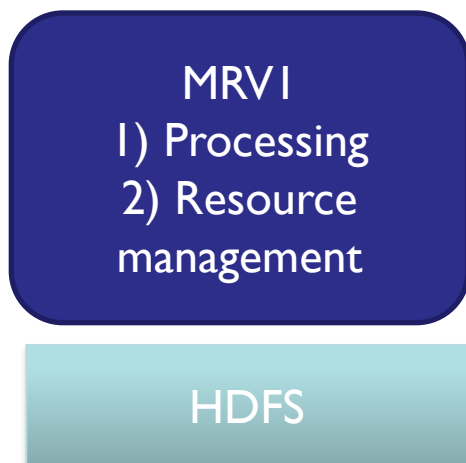 MRV1
1) Processing
2) Resource
management
HDFS